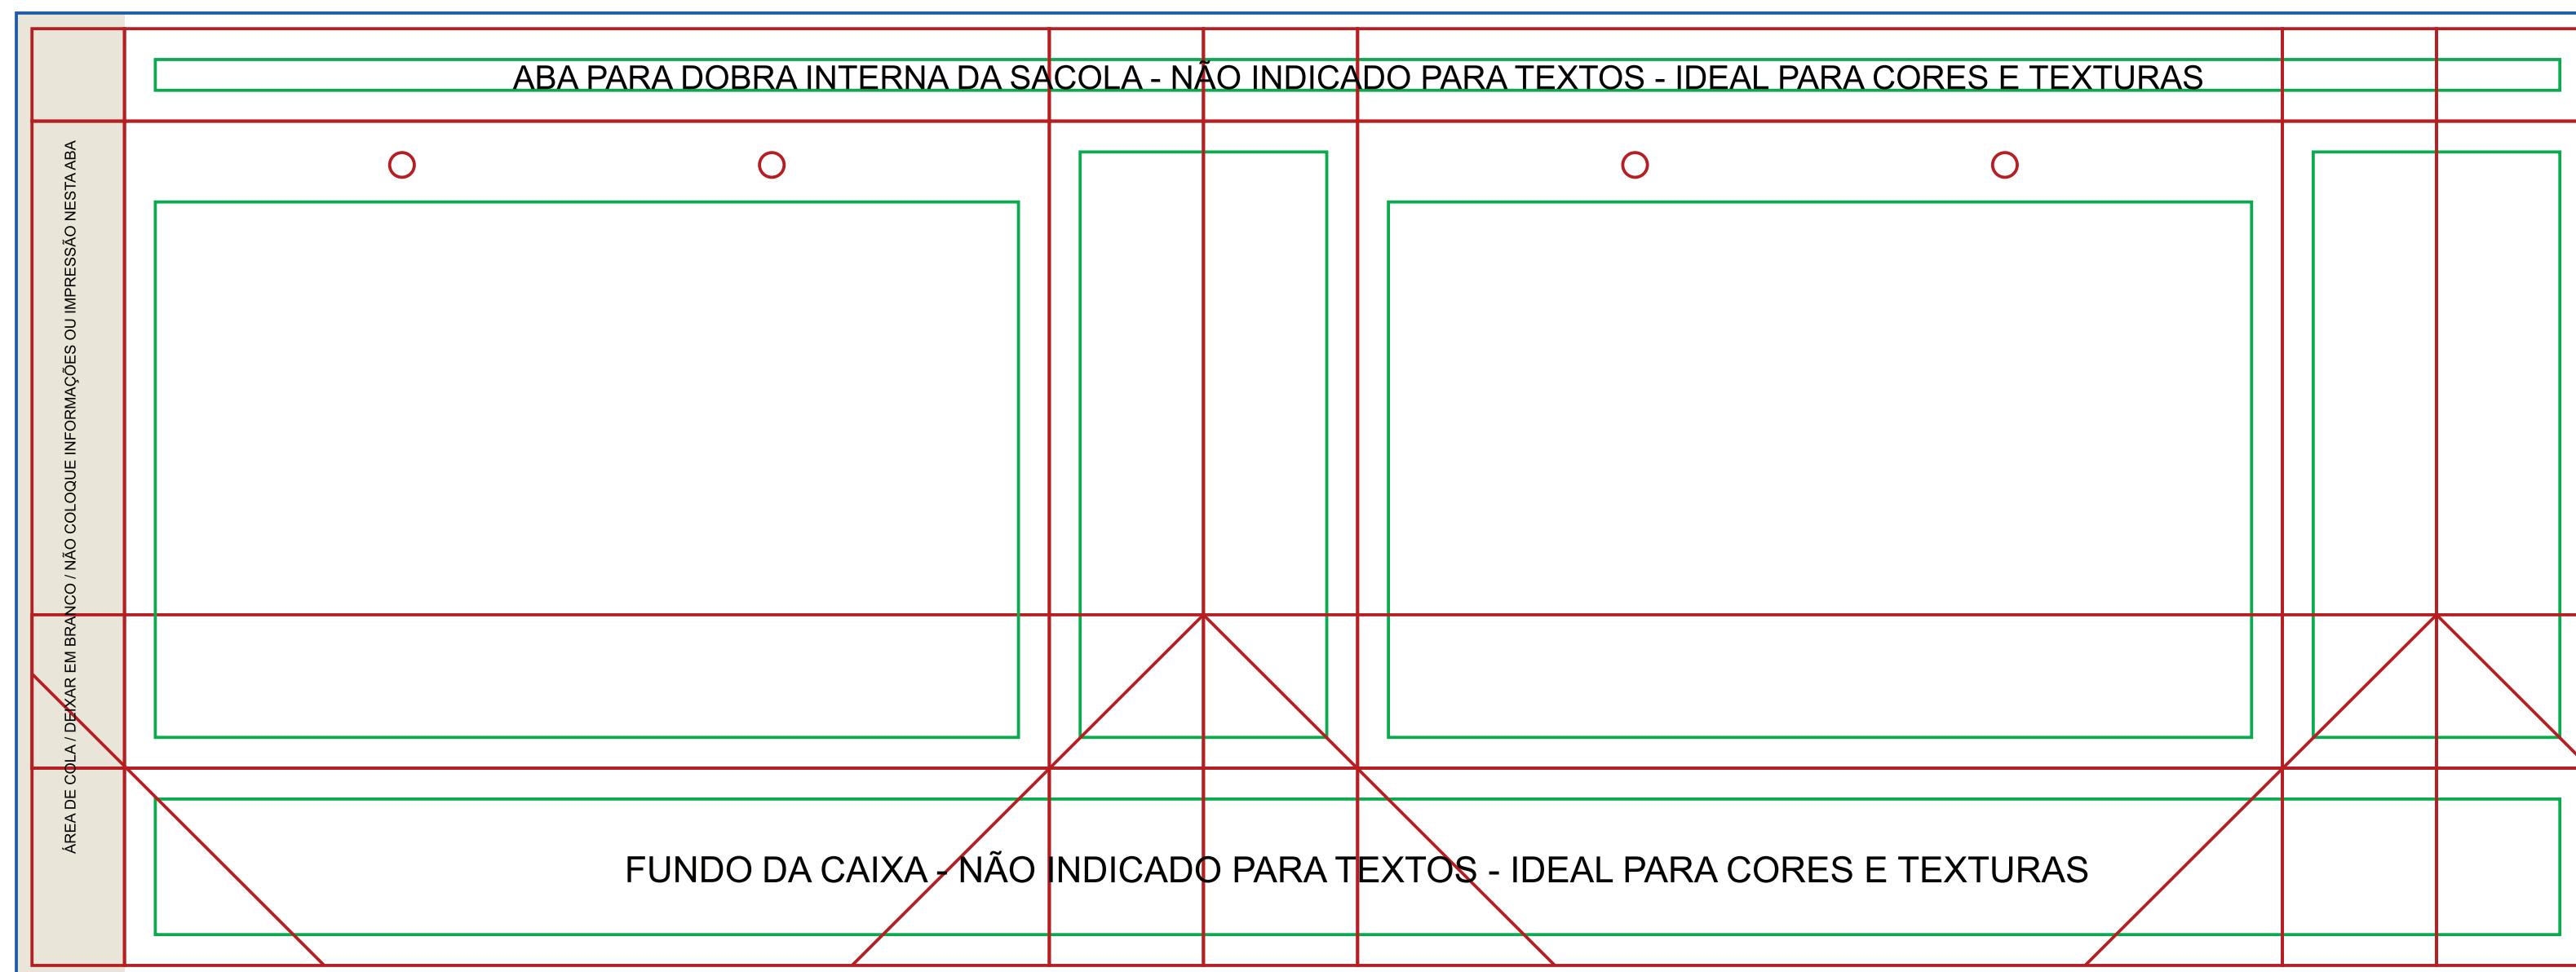 ABA PARA DOBRA INTERNA DA SACOLA - NÃO INDICADO PARA TEXTOS - IDEAL PARA CORES E TEXTURAS
ÁREA DE COLA / DEIXAR EM BRANCO / NÃO COLOQUE INFORMAÇÕES OU IMPRESSÃO NESTA ABA
FUNDO DA CAIXA - NÃO INDICADO PARA TEXTOS - IDEAL PARA CORES E TEXTURAS